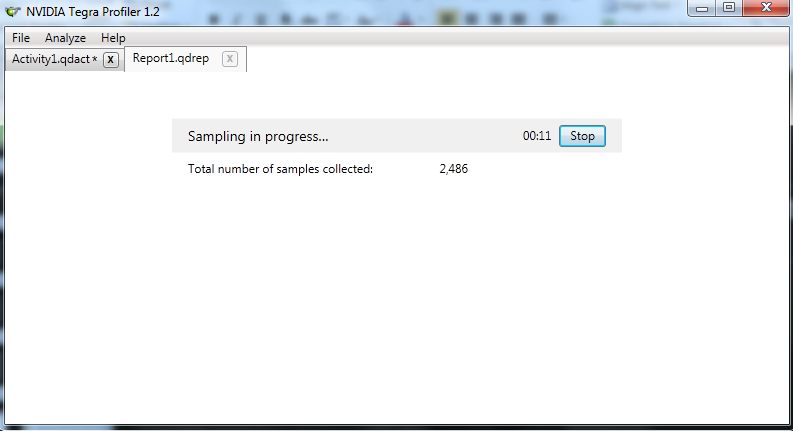 NVIDIA Tegra Profiler 1.2
File Analyze Help
Activity1.qdact* X Report1.qdrep X
Sampling in progress... 00:11 Stop
Total number of samples collected: 2,486